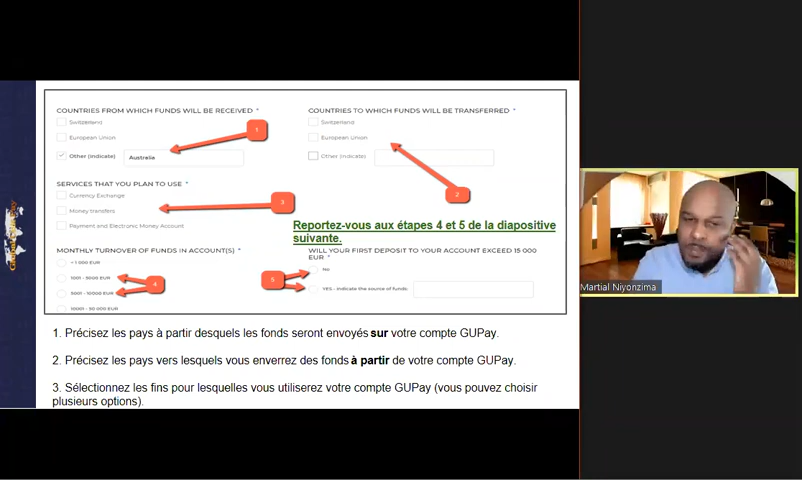 COUNTRIES FROM WHICH FUNDS WILL BE RECEIVED *
COUNTRIES TO WHICH FUNDS WILL BE TRANSFERRED *
Switzerland
Switzerland
European Union
European Union
Other (indicate)
Australia
Other (indicate)
1
2
SERVICES THAT YOU PLAN TO USE *
Currency Exchange
Money transfers
Payment and Electronic Money Account
3
Reportez-vous aux étapes 4 et 5 de la diapositive
suivante.
MONTHLY TURNOVER OF FUNDS IN ACCOUNT(S) *
WILL YOUR FIRST DEPOSIT TO YOUR ACCOUNT EXCEED 15 000
EUR *
< 1 000 EUR
No
1001 - 5000 EUR
4
5
YES - indicate the source of funds
5001 - 10000 EUR
10001 - 50 000 EUR
1. Précisez les pays à partir desquels les fonds seront envoyés sur votre compte GUPay.
2. Précisez les pays vers lesquels vous enverrez des fonds à partir de votre compte GUPay.
3. Sélectionnez les fins pour lesquelles vous utiliserez votre compte GUPay (vous pouvez choisir
plusieurs options).
Martial Niyonzima